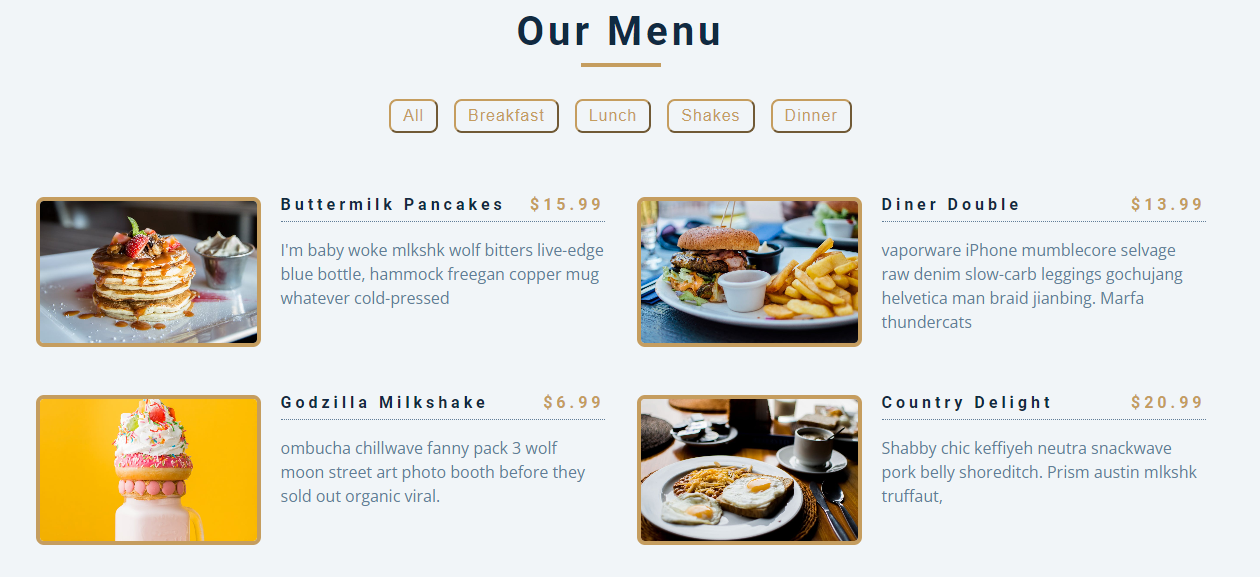 Our Menu
All Breakfast Lunch Shakes Dinner
Buttermilk Pancakes $15.99
I'm baby woke mlkshk wolf bitters live-edge
blue bottle, hammock freegan copper mug
whatever cold-pressed
Diner Double $13.99
vaporware iPhone mumblecore selvage
raw denim slow-carb leggings gochujang
helvetica man braid jianbing. Marfa
thundercats
Godzilla Milkshake $6.99
ombucha chillwave fanny pack 3 wolf
moon street art photo booth before they
sold out organic viral.
Country Delight $20.99
Shabby chic keffiyeh neutra snackwave
pork belly shoreditch. Prism austin mlkshk
truffaut,